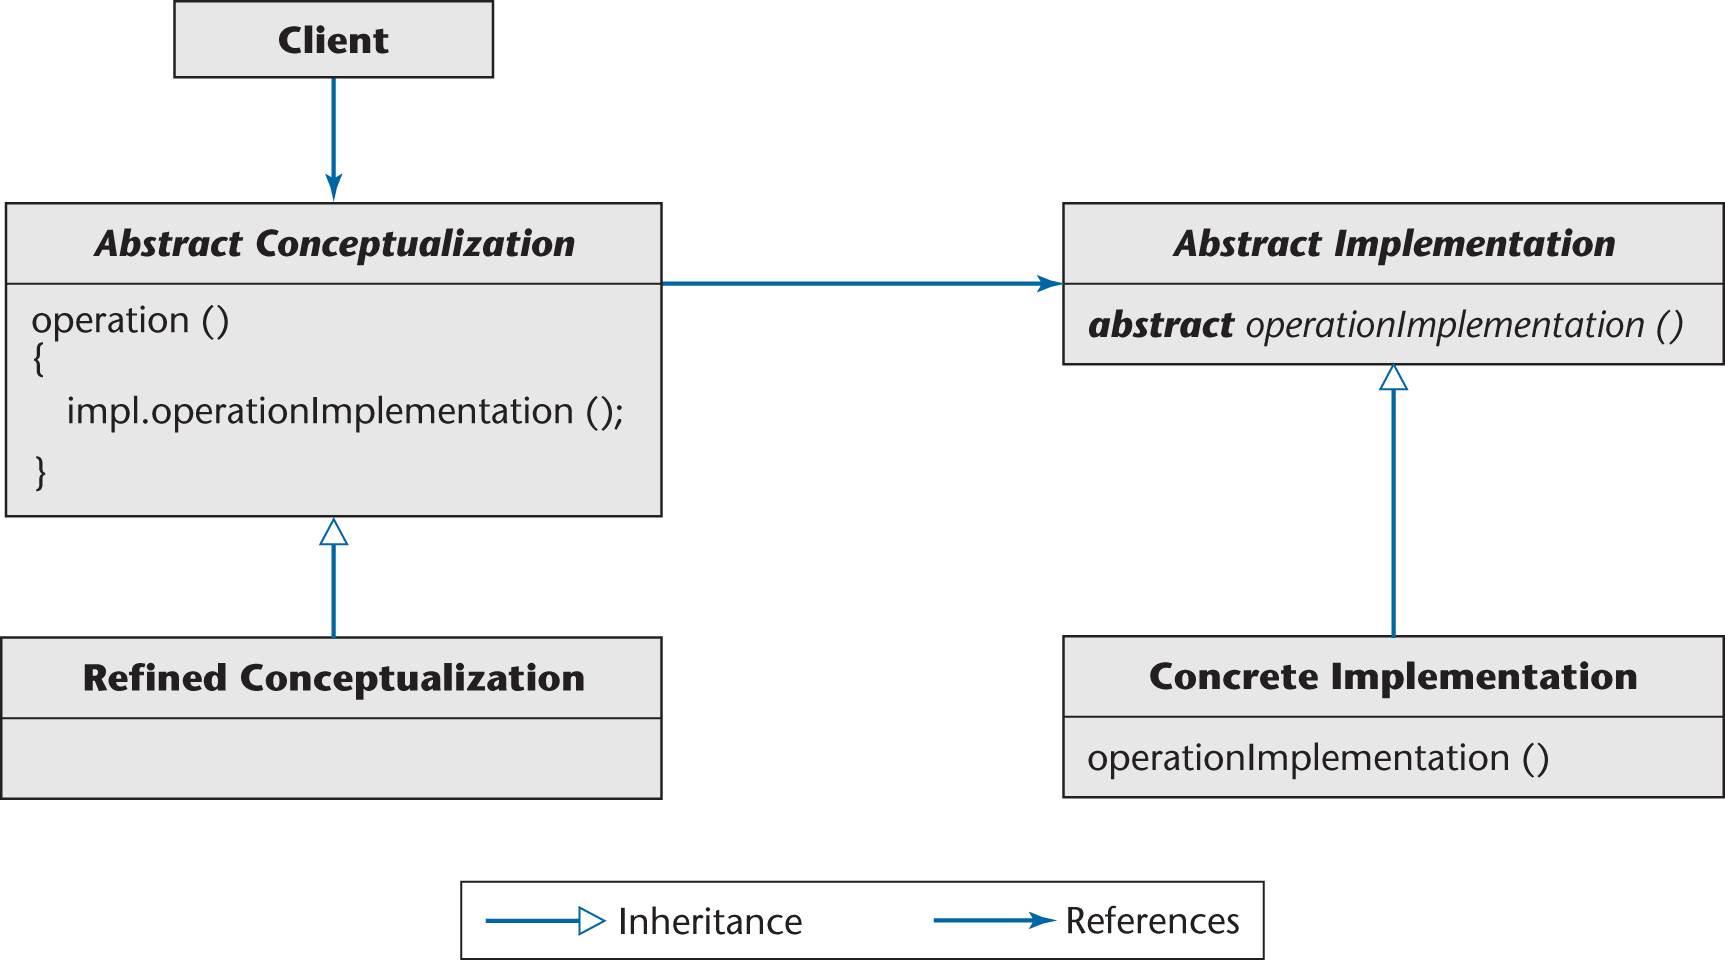 Client
Abstract Conceptualization
operation ()
{
impl.operationImplementation ();
}
Abstract Implementation
abstract operationImplementation ()
Refined Conceptualization
Concrete Implementation
operationImplementation ()
Inheritance
References